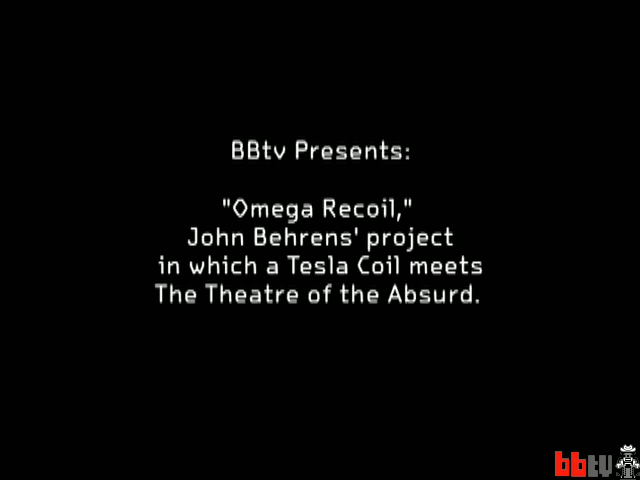 BBtv Presents:
"Omega Recoil,"
John Behrens' project
in which a Tesla Coil meets
The Theatre of the Absurd.
bbtv